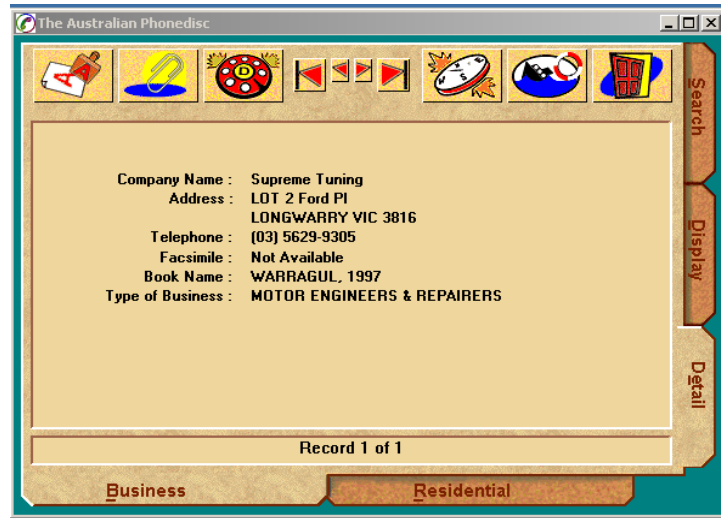 The Australian Phonedisc
Search
Display
Detail
Company Name : Supreme Tuning
Address : LOT 2 Ford Pl
LONGWARRY VIC 3816
Telephone : (03) 5629-9305
Facsimile : Not Available
Book Name : WARRAGUL, 1997
Type of Business : MOTOR ENGINEERS & REPAIRERS
Record 1 of 1
Business
Residential